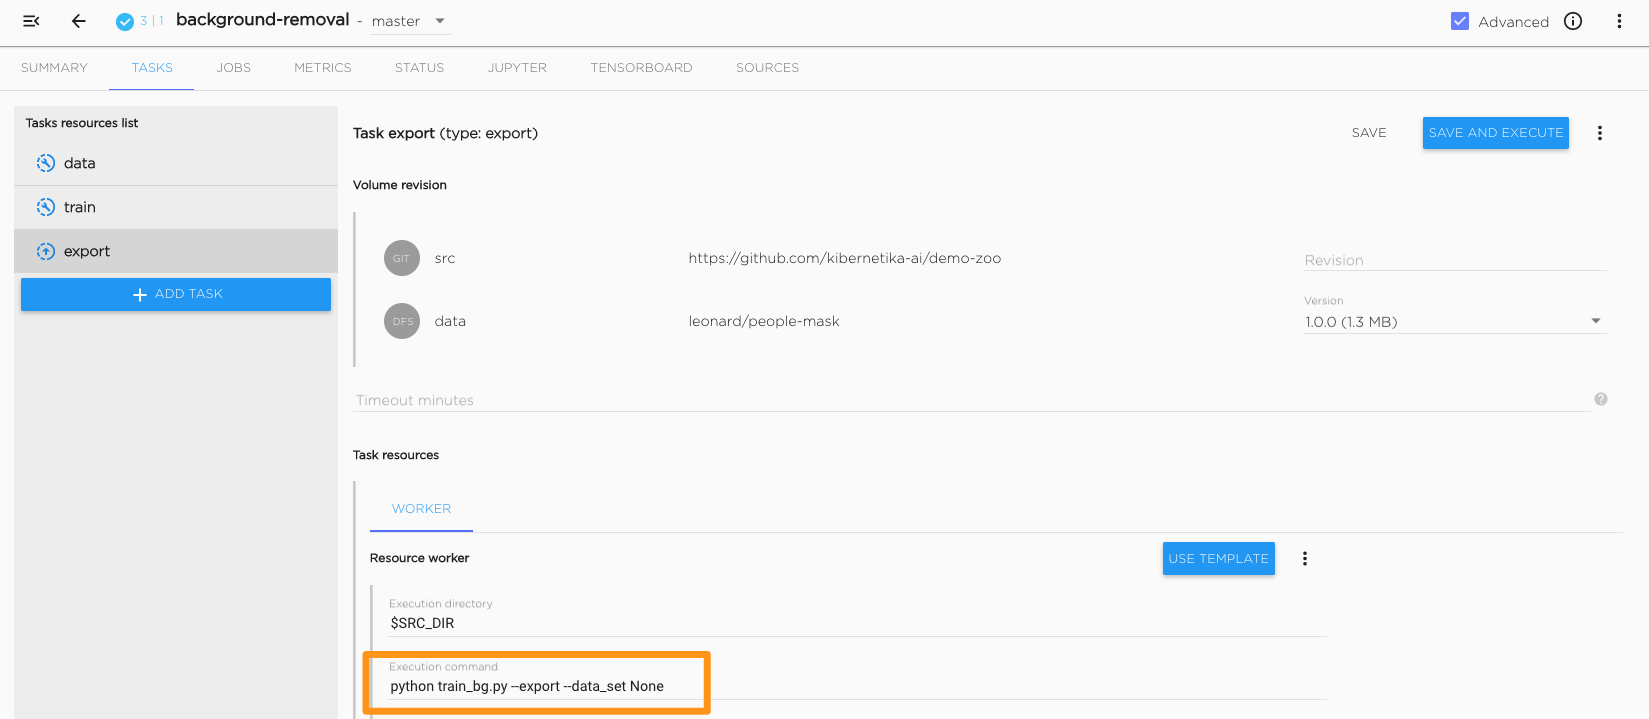 3 | 1 background-removal - master Advanced
SUMMARY TASKS JOBS METRICS STATUS JUPYTER TENSORBOARD SOURCES
Tasks resources list
data
train
export
ADD TASK
Task export (type: export) SAVE SAVE AND EXECUTE
Volume revision
GIT src https://github.com/kibernetika-ai/demo-zoo Revision
DFS data leonard/people-mask Version
1.0.0 (1.3 MB)
Timeout minutes ?
Task resources
WORKER
Resource worker USE TEMPLATE
Execution directory
$SRC_DIR
Execution command
python train_bg.py --export --data_set None